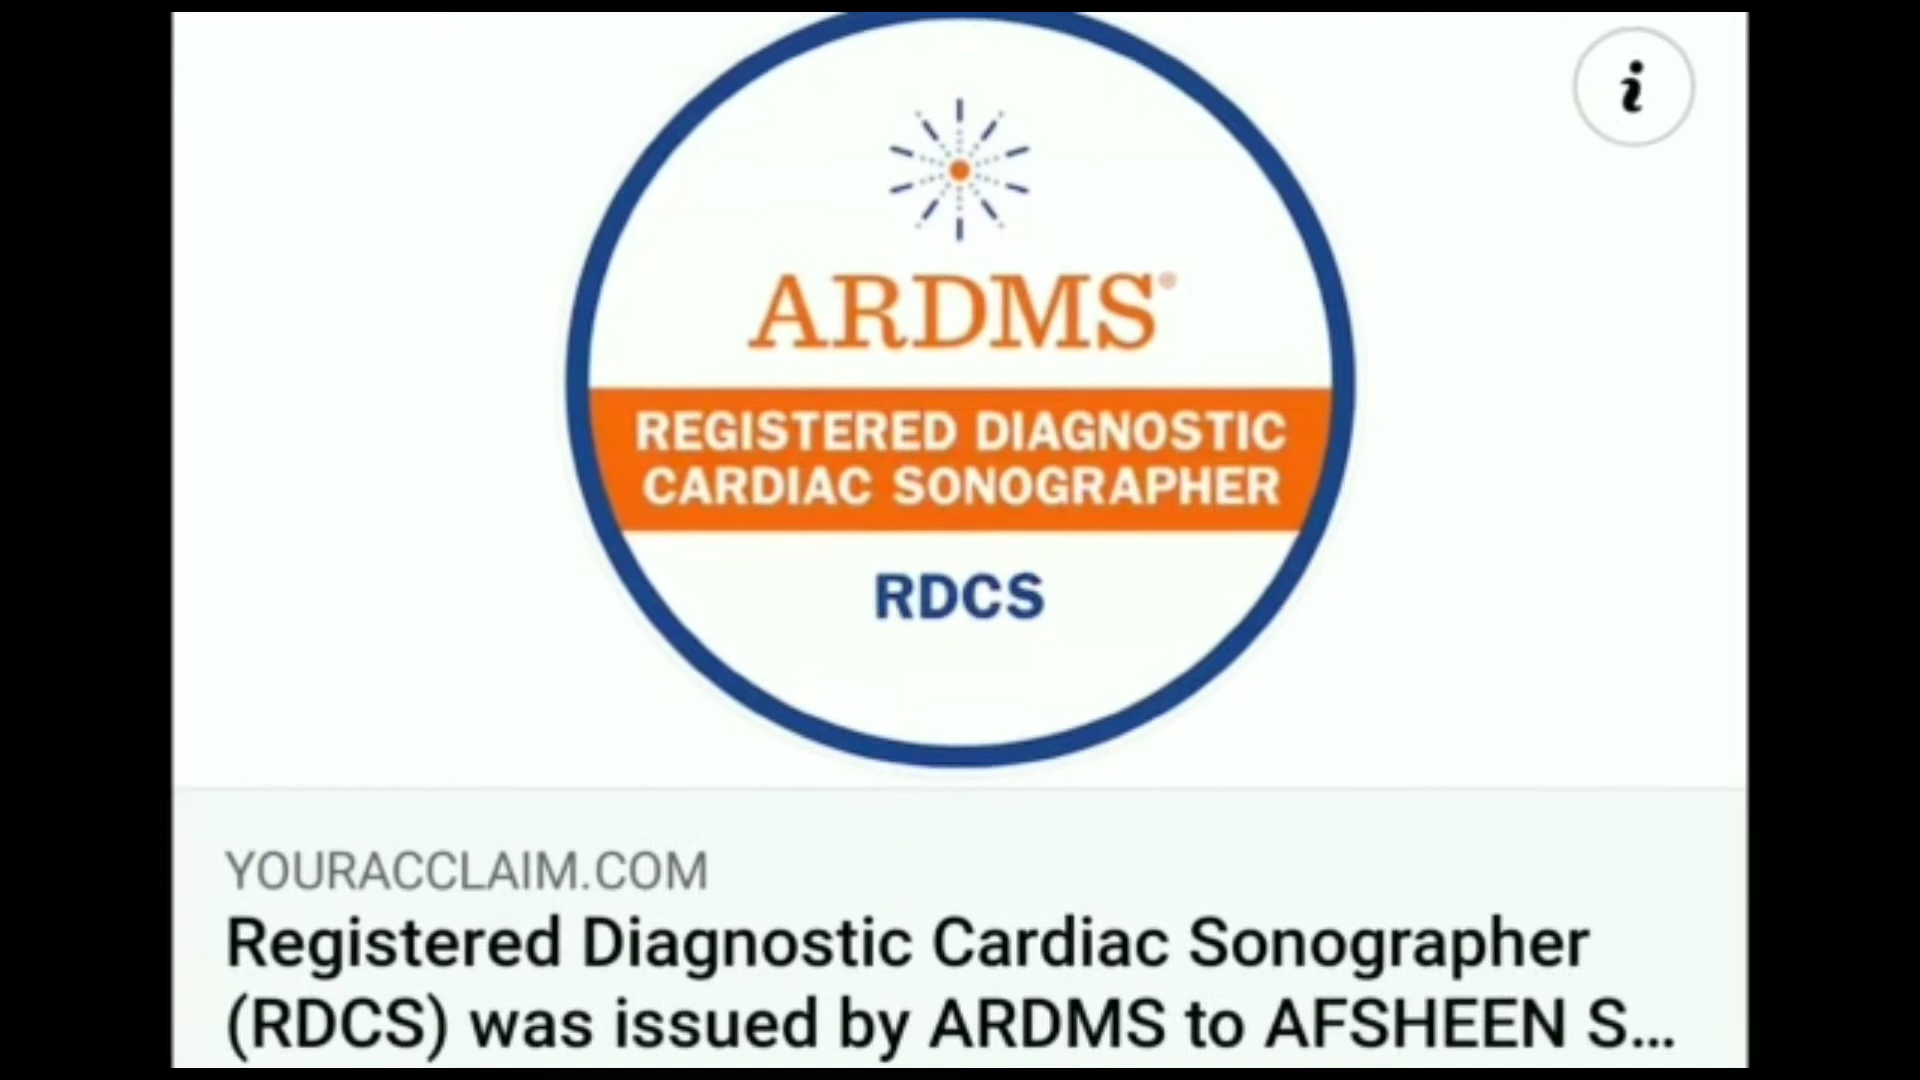 i
ARDMS®
REGISTERED DIAGNOSTIC
CARDIAC SONOGRAPHER
RDCS
YOURACCLAIM.COM
Registered Diagnostic Cardiac Sonographer
(RDCS) was issued by ARDMS to AFSHEEN S...